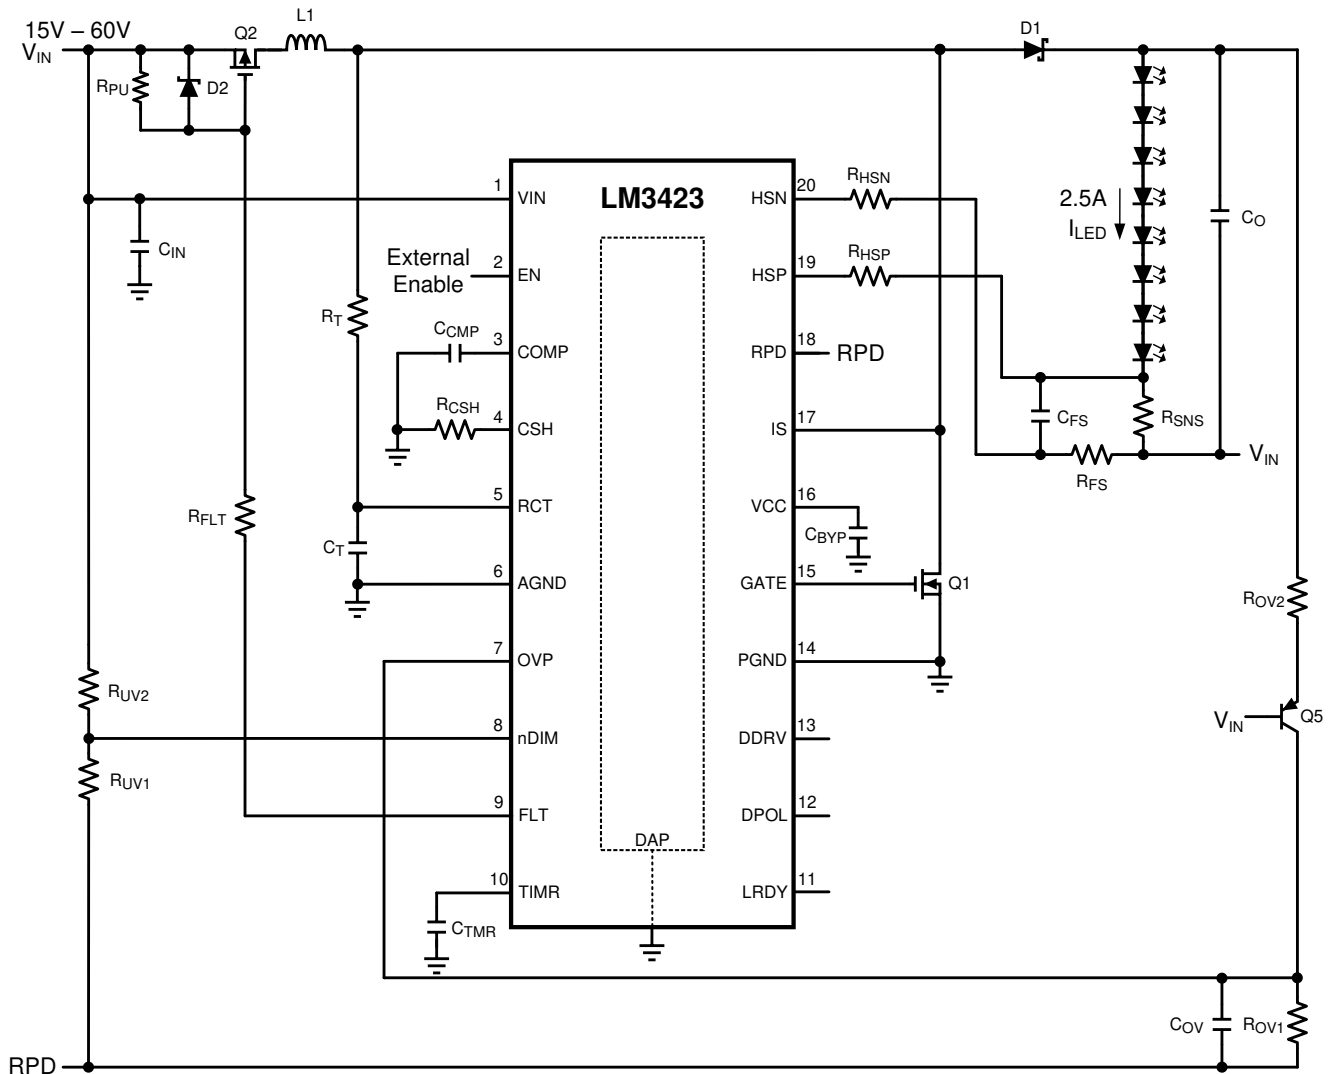 15V – 60V
VIN
Q2
L1
D1
RPU
D2
LM3423
1
VIN
HSN
20
RHSN
2.5A
ILED
CO
CIN
External
Enable
2
EN
HSP
19
RHSP
RT
CCMP
3
COMP
RPD
18
RPD
RCSH
4
CSH
IS
17
CFS
RSNS
VIN
RFS
RFLT
5
RCT
VCC
16
CBYP
CT
6
AGND
GATE
15
Q1
ROV2
7
OVP
PGND
14
RUV2
VIN
Q5
8
nDIM
DDRV
13
RUV1
9
FLT
DPOL
12
DAP
10
TIMR
LRDY
11
CTMR
COV
ROV1
RPD